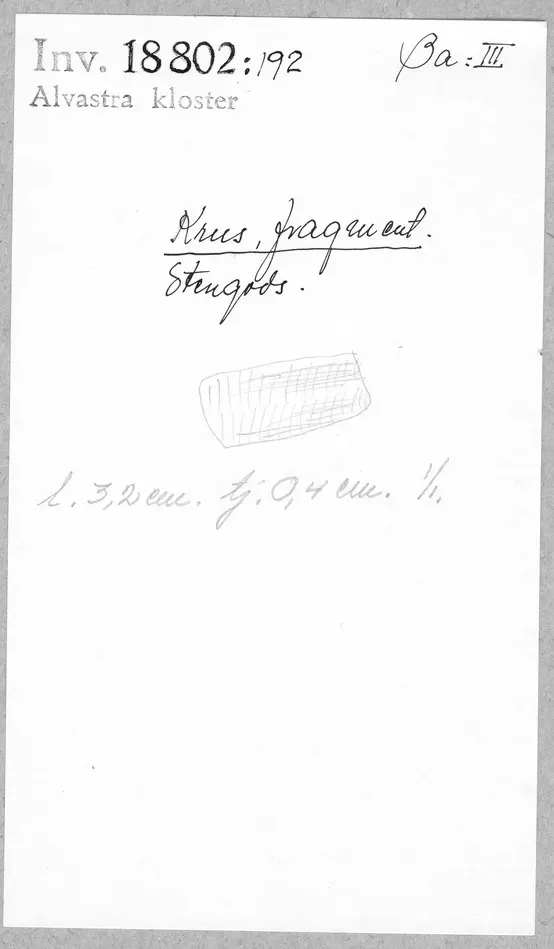 Inv. 18802:192 Ba:III
Alvastra kloster
Krus, fragment.
Stengods.
l. 3,2 cm. tj. 0,4 cm. 1/1.